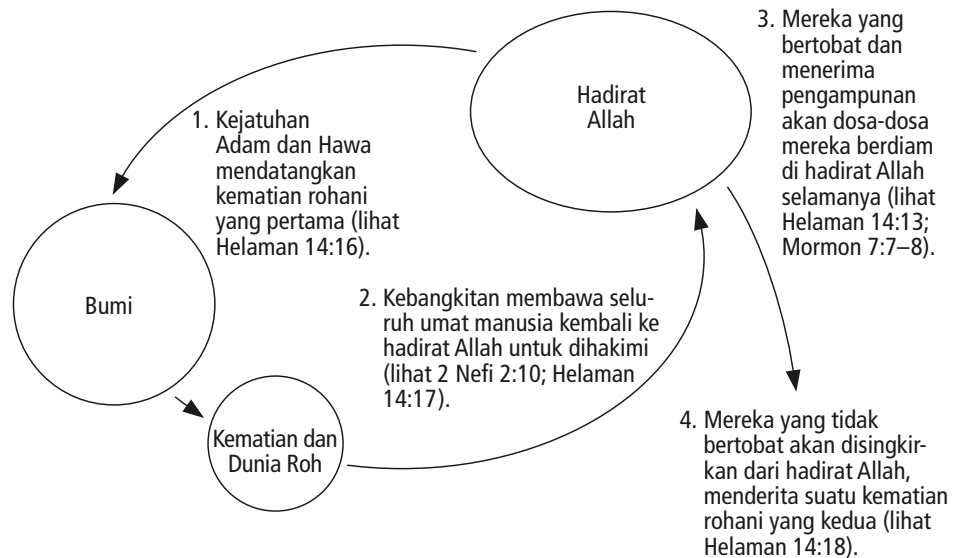 Hadirat
Allah
1. Kejatuhan
Adam dan Hawa
mendatangkan
kematian rohani
yang pertama (lihat
Helaman 14:16).
Bumi
2. Kebangkitan membawa selu-
ruh umat manusia kembali ke
hadirat Allah untuk dihakimi
(lihat 2 Nefi 2:10; Helaman
14:17).
Kematian dan
Dunia Roh
3. Mereka yang
bertobat dan
menerima
pengampunan
akan dosa-dosa
mereka berdiam
di hadirat Allah
selamanya (lihat
Helaman 14:13;
Mormon 7:7–8).
4. Mereka yang tidak
bertobat akan disingkir-
kan dari hadirat Allah,
menderita suatu kematian
rohani yang kedua (lihat
Helaman 14:18).